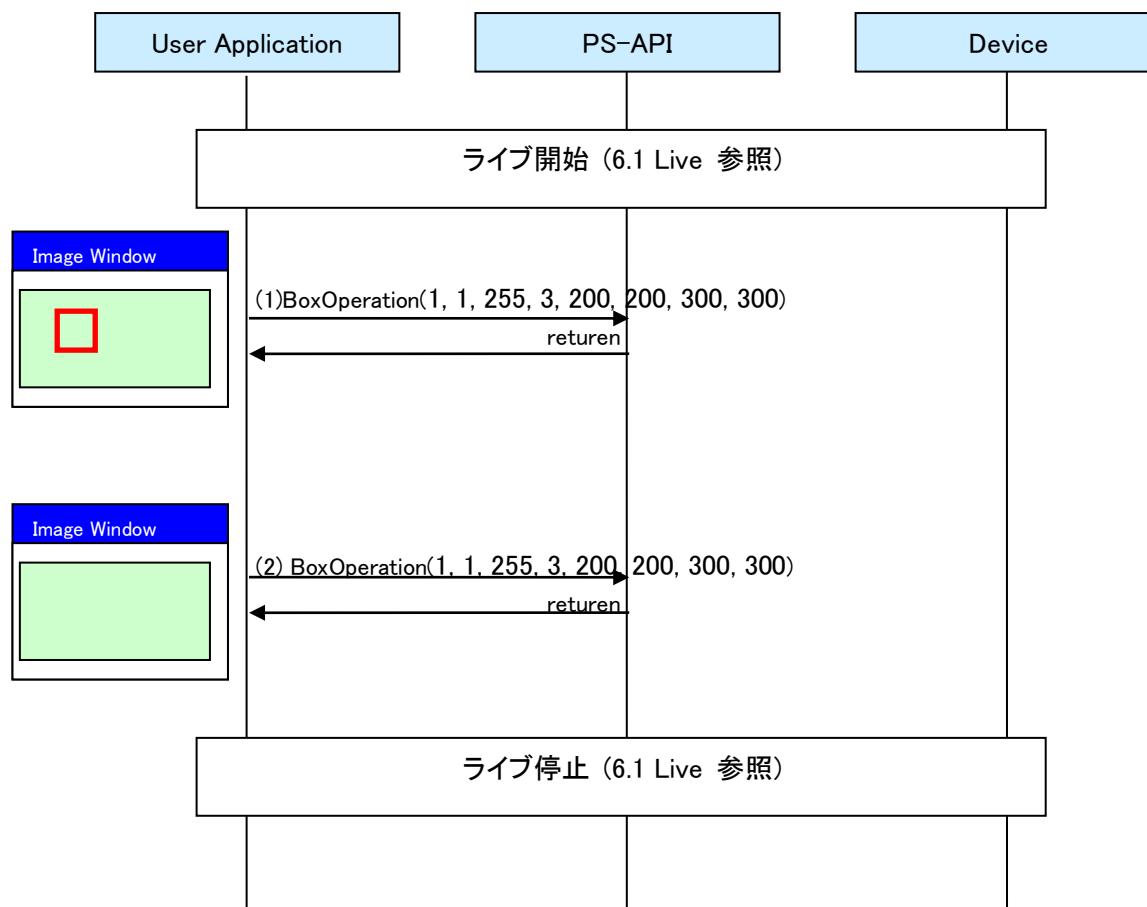 User Application
PS-API
Device
ライブ開始 (6.1 Live 参照)
Image Window
(1)BoxOperation(1, 1, 255, 3, 200, 200, 300, 300)
returen
Image Window
(2) BoxOperation(1, 1, 255, 3, 200, 200, 300, 300)
returen
ライブ停止 (6.1 Live 参照)